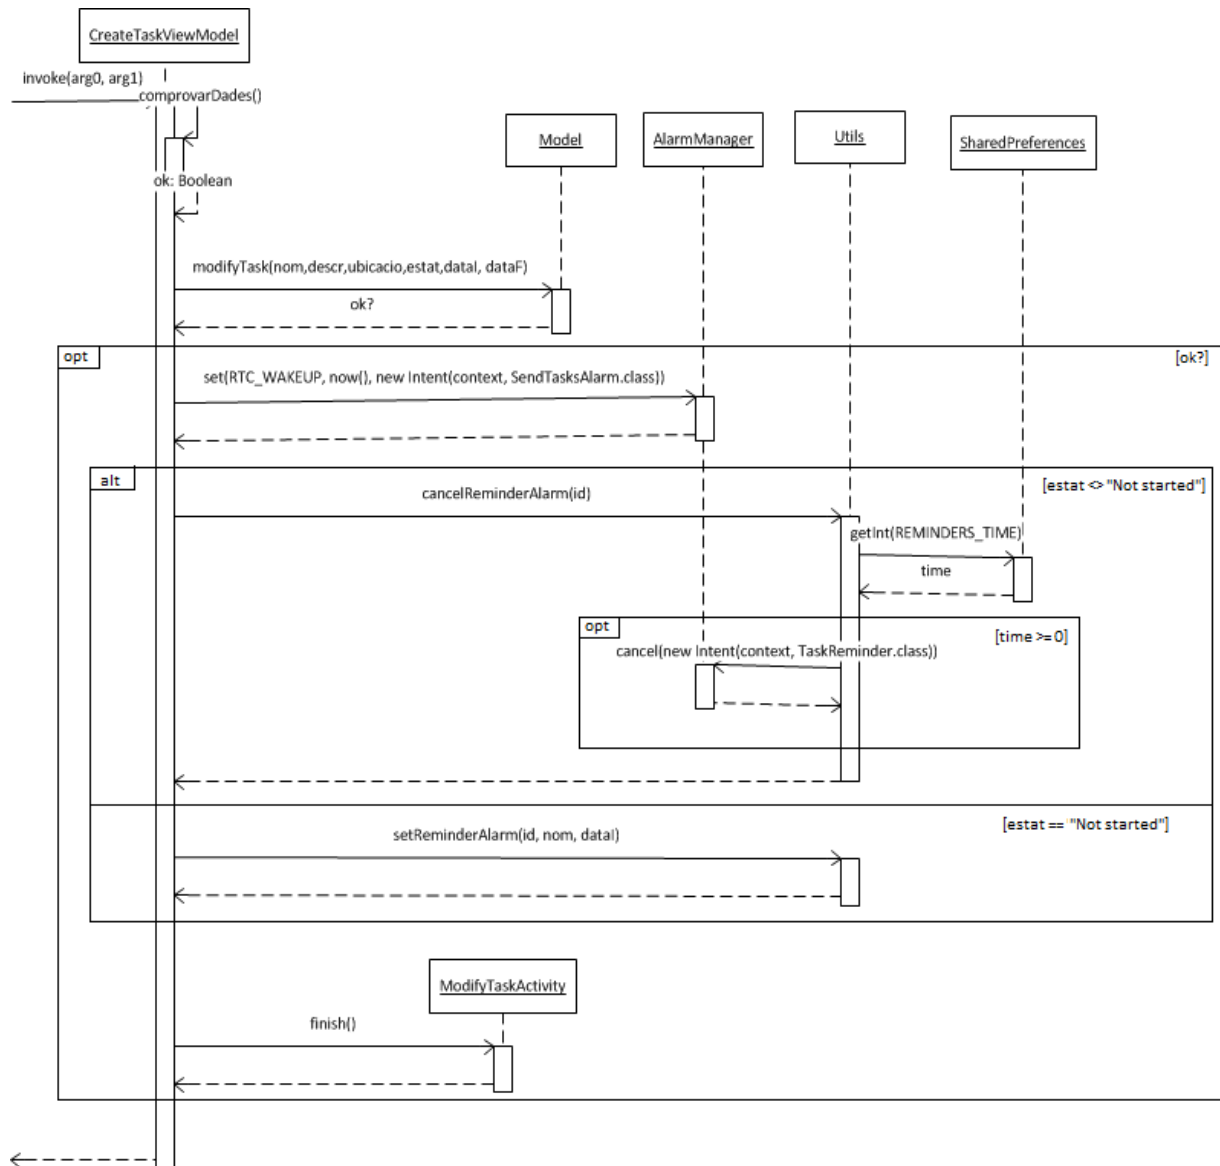 CreateTaskViewModel
invoke(arg0, arg1)
comprovarDades()
Model
AlarmManager
Utils
SharedPreferences
ok: Boolean
modifyTask(nom,descr,ubicacio,estat,dataI, dataF)
ok?
opt
[ok?]
set(RTC_WAKEUP, now(), new Intent(context, SendTasksAlarm.class))
alt
[estat <> "Not started"]
cancelReminderAlarm(id)
getInt(REMINDERS_TIME)
time
opt
[time >= 0]
cancel(new Intent(context, TaskReminder.class))
[estat == "Not started"]
setReminderAlarm(id, nom, dataI)
ModifyTaskActivity
finish()